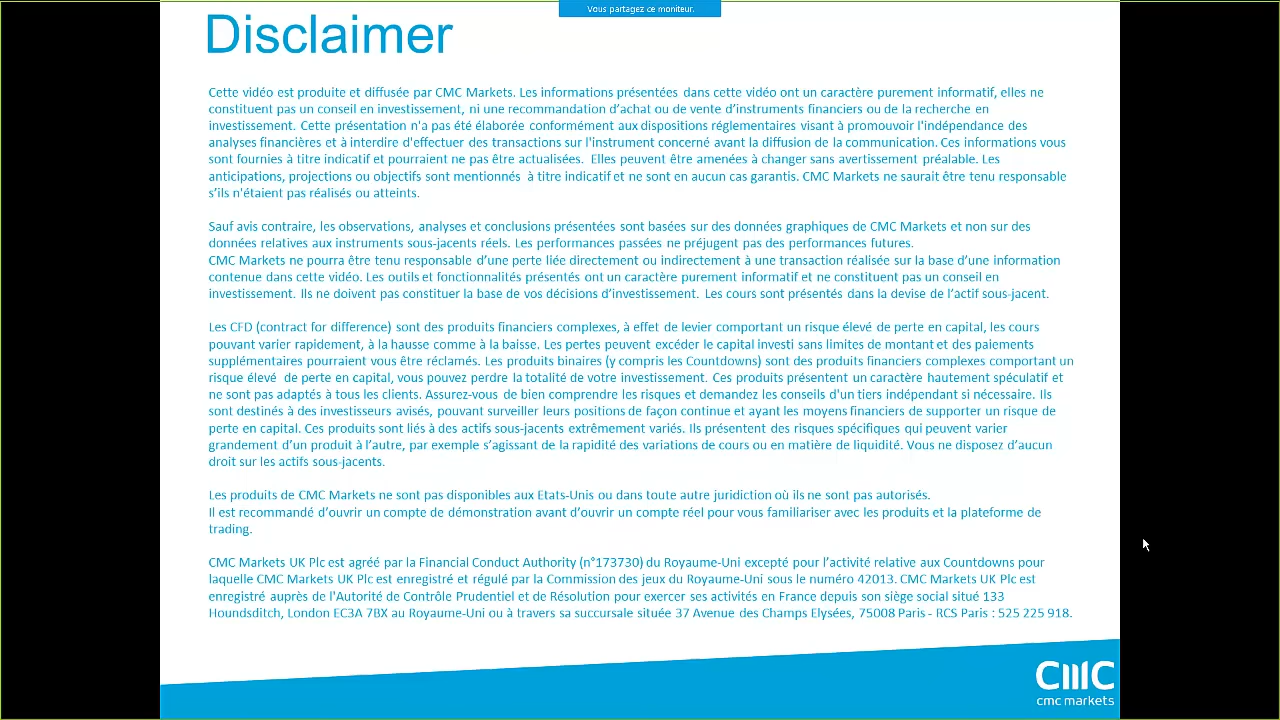 Vous partagez ce moniteur.
Disclaimer
Cette vidéo est produite et diffusée par CMC Markets. Les informations présentées dans cette vidéo ont un caractère purement informatif, elles ne
constituent pas un conseil en investissement, ni une recommandation d’achat ou de vente d’instruments financiers ou de la recherche en
investissement. Cette présentation n'a pas été élaborée conformément aux dispositions réglementaires visant à promouvoir l'indépendance des
analyses financières et à interdire d'effectuer des transactions sur l'instrument concerné avant la diffusion de la communication. Ces informations vous
sont fournies à titre indicatif et pourraient ne pas être actualisées. Elles peuvent être amenées à changer sans avertissement préalable. Les
anticipations, projections ou objectifs sont mentionnés à titre indicatif et ne sont en aucun cas garantis. CMC Markets ne saurait être tenu responsable
s’ils n'étaient pas réalisés ou atteints.
Sauf avis contraire, les observations, analyses et conclusions présentées sont basées sur des données graphiques de CMC Markets et non sur des
données relatives aux instruments sous-jacents réels. Les performances passées ne préjugent pas des performances futures.
CMC Markets ne pourra être tenu responsable d’une perte liée directement ou indirectement à une transaction réalisée sur la base d’une information
contenue dans cette vidéo. Les outils et fonctionnalités présentés ont un caractère purement informatif et ne constituent pas un conseil en
investissement. Ils ne doivent pas constituer la base de vos décisions d’investissement. Les cours sont présentés dans la devise de l’actif sous-jacent.
Les CFD (contract for difference) sont des produits financiers complexes, à effet de levier comportant un risque élevé de perte en capital, les cours
pouvant varier rapidement, à la hausse comme à la baisse. Les pertes peuvent excéder le capital investi sans limites de montant et des paiements
supplémentaires pourraient vous être réclamés. Les produits binaires (y compris les Countdowns) sont des produits financiers complexes comportant un
risque élevé de perte en capital, vous pouvez perdre la totalité de votre investissement. Ces produits présentent un caractère hautement spéculatif et
ne sont pas adaptés à tous les clients. Assurez-vous de bien comprendre les risques et demandez les conseils d'un tiers indépendant si nécessaire. Ils
sont destinés à des investisseurs avisés, pouvant surveiller leurs positions de façon continue et ayant les moyens financiers de supporter un risque de
perte en capital. Ces produits sont liés à des actifs sous-jacents extrêmement variés. Ils présentent des risques spécifiques qui peuvent varier
grandement d’un produit à l’autre, par exemple s’agissant de la rapidité des variations de cours ou en matière de liquidité. Vous ne disposez d’aucun
droit sur les actifs sous-jacents.
Les produits de CMC Markets ne sont pas disponibles aux Etats-Unis ou dans toute autre juridiction où ils ne sont pas autorisés.
Il est recommandé d’ouvrir un compte de démonstration avant d’ouvrir un compte réel pour vous familiariser avec les produits et la plateforme de
trading.
CMC Markets UK Plc est agréé par la Financial Conduct Authority (n°173730) du Royaume-Uni excepté pour l’activité relative aux Countdowns pour
laquelle CMC Markets UK Plc est enregistré et régulé par la Commission des jeux du Royaume-Uni sous le numéro 42013. CMC Markets UK Plc est
enregistré auprès de l'Autorité de Contrôle Prudentiel et de Résolution pour exercer ses activités en France depuis son siège social situé 133
Houndsditch, London EC3A 7BX au Royaume-Uni ou à travers sa succursale située 37 Avenue des Champs Elysées, 75008 Paris - RCS Paris : 525 225 918.
CMC
cmc markets